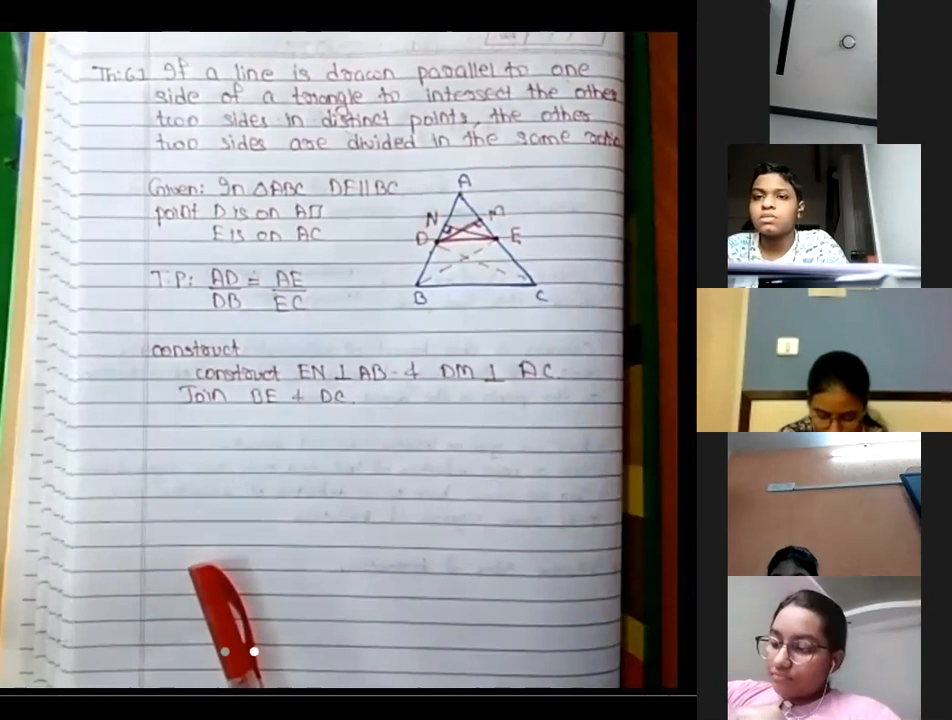 Th:6.1 If a line is drawn parallel to one
side of a triangle to intersect the other
two sides in distinct points, the other
two sides are divided in the same ratio
Given: In △ABC DE||BC
point D is on AB
E is on AC
A
N M
D E
B C
T.P: AD = AE
DB EC
construct
construct EN ⊥ AB & DM ⊥ AC
Join BE & DC.